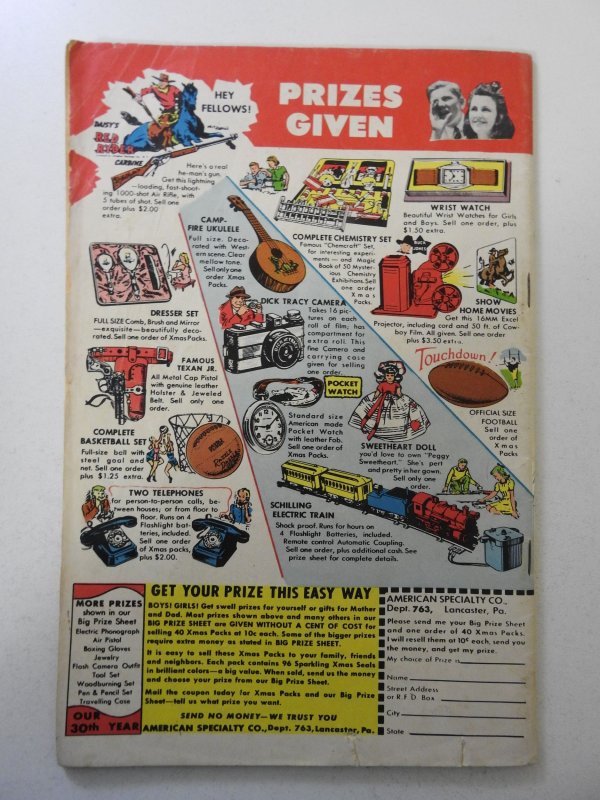 HEY
FELLOWS!
PRIZES
GIVEN
DAISY'S
RED
RYDER
CARBINE
Here's a real
he-man's gun.
Get this lightning
-loading, fast-shoot-
ing 1000-shot Air Rifle, with
5 tubes of shot. Sell one
order plus $2.00
extra.
CAMP-
FIRE UKULELE
Full size. Deco-
rated with West-
ern scene. Clear
mellow tone.
Sell only one
order Xmas
Packs.
COMPLETE CHEMISTRY SET
Famous "Chemcraft" Set,
for interesting experi-
ments — and Magic
Book of 50 Myster-
ious Chemistry
Exhibitions. Sell
one order
of Xmas
Packs.
WRIST WATCH
Beautiful Wrist Watches for Girls
and Boys. Sell one order, plus
$1.50 extra.
SHOW
HOME MOVIES
Get this 16MM Excel
Projector, including cord and 50 ft. of Cow-
boy Film. All given. Sell one order
plus $3.50 extra.
DRESSER SET
FULL SIZE Comb, Brush and Mirror
—exquisite—beautifully deco-
rated. Sell one order of Xmas Packs.
DICK TRACY CAMERA
Takes 16 pic-
tures on each
roll of film; has
compartment for
extra roll. This
fine Camera and
carrying case
given for selling
one order.
FAMOUS
TEXAN JR.
All Metal Cap Pistol
with genuine leather
Holster & Jeweled
Belt. Sell only one
order.
POCKET
WATCH
Standard size
American made
Pocket Watch
with leather Fob.
Sell one order of
Xmas Packs.
Touchdown!
OFFICIAL SIZE
FOOTBALL
Sell one
order of
Xmas
Packs
COMPLETE
BASKETBALL SET
Full-size ball with
steel goal and
net. Sell one order
plus $1.25 extra.
SWEETHEART DOLL
you'd love to own "Peggy
Sweetheart." She's pert
and pretty in her gown.
Sell only one
order.
TWO TELEPHONES
for person-to-person calls, be-
tween houses, or from floor to
floor. Runs on 4
Flashlight bat-
teries, included.
Sell one order
of Xmas packs,
plus $2.00.
SCHILLING
ELECTRIC TRAIN
Shock proof. Runs for hours on
4 Flashlight Batteries, included.
Remote control Automatic Coupling.
Sell one order, plus additional cash. See
prize sheet for complete details.
MORE PRIZES
shown in our
Big Prize Sheet
Electric Phonograph
Air Pistol
Boxing Gloves
Jewelry
Flash Camera Outfit
Tool Set
Woodburning Set
Pen & Pencil Set
Travelling Case
OUR
30th YEAR
GET YOUR PRIZE THIS EASY WAY
BOYS! GIRLS! Get swell prizes for yourself or gifts for Mother
and Dad. Most prizes shown above and many others in our
BIG PRIZE SHEET are GIVEN WITHOUT A CENT OF COST for
selling 40 Xmas Packs at 10c each. Some of the bigger prizes
require extra money as stated in BIG PRIZE SHEET.
It is easy to sell these Xmas Packs to your family, friends
and neighbors. Each pack contains 96 Sparkling Xmas Seals
in brilliant colors—a big value. When sold, send us the money
and choose your prize from our Big Prize Sheet.
Mail the coupon today for Xmas Packs and our Big Prize
Sheet—tell us what prize you want.
SEND NO MONEY—WE TRUST YOU
AMERICAN SPECIALTY CO., Dept. 763, Lancaster, Pa.
AMERICAN SPECIALTY CO.,
Dept. 763, Lancaster, Pa.
Please send me your Big Prize Sheet
and one order of 40 Xmas Packs.
I will resell them at 10¢ each, send you
the money, and get my prize.
My choice of Prize is
Name
Street Address
or R.F.D. Box
City
State